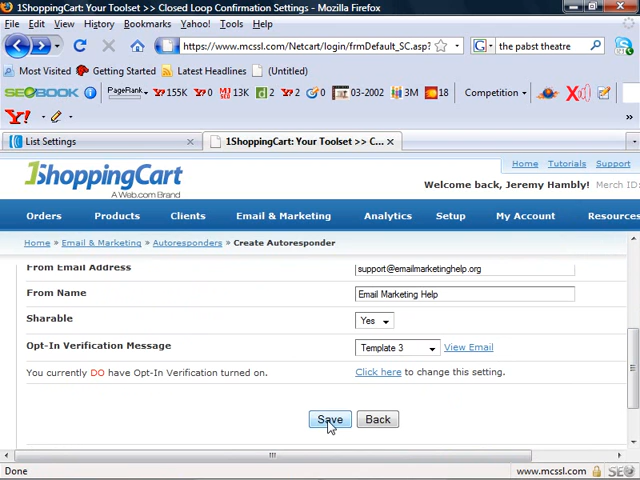 1ShoppingCart: Your Toolset >> Closed Loop Confirmation Settings - Mozilla Firefox
File Edit View History Bookmarks Yahoo! Tools Help
https://www.mcssl.com/Netcart/login/frmDefault_SC.asp? the pabst theatre
Most Visited Getting Started Latest Headlines (Untitled)
SEOBOOK PageRank 155K 0 13K 2 2 0 03-2002 3M 18 Competition
Y!
List Settings 1ShoppingCart: Your Toolset >> C...
Home Tutorials Support
1ShoppingCart
A Web.com Brand
Welcome back, Jeremy Hambly! Merch ID:
Orders Products Clients Email & Marketing Analytics Setup My Account Resources
Home > Email & Marketing > Autoresponders > Create Autoresponder
From Email Address support@emailmarketinghelp.org
From Name Email Marketing Help
Sharable Yes
Opt-In Verification Message Template 3 View Email
You currently DO have Opt-In Verification turned on. Click here to change this setting.
Save Back
Done www.mcssl.com SEO